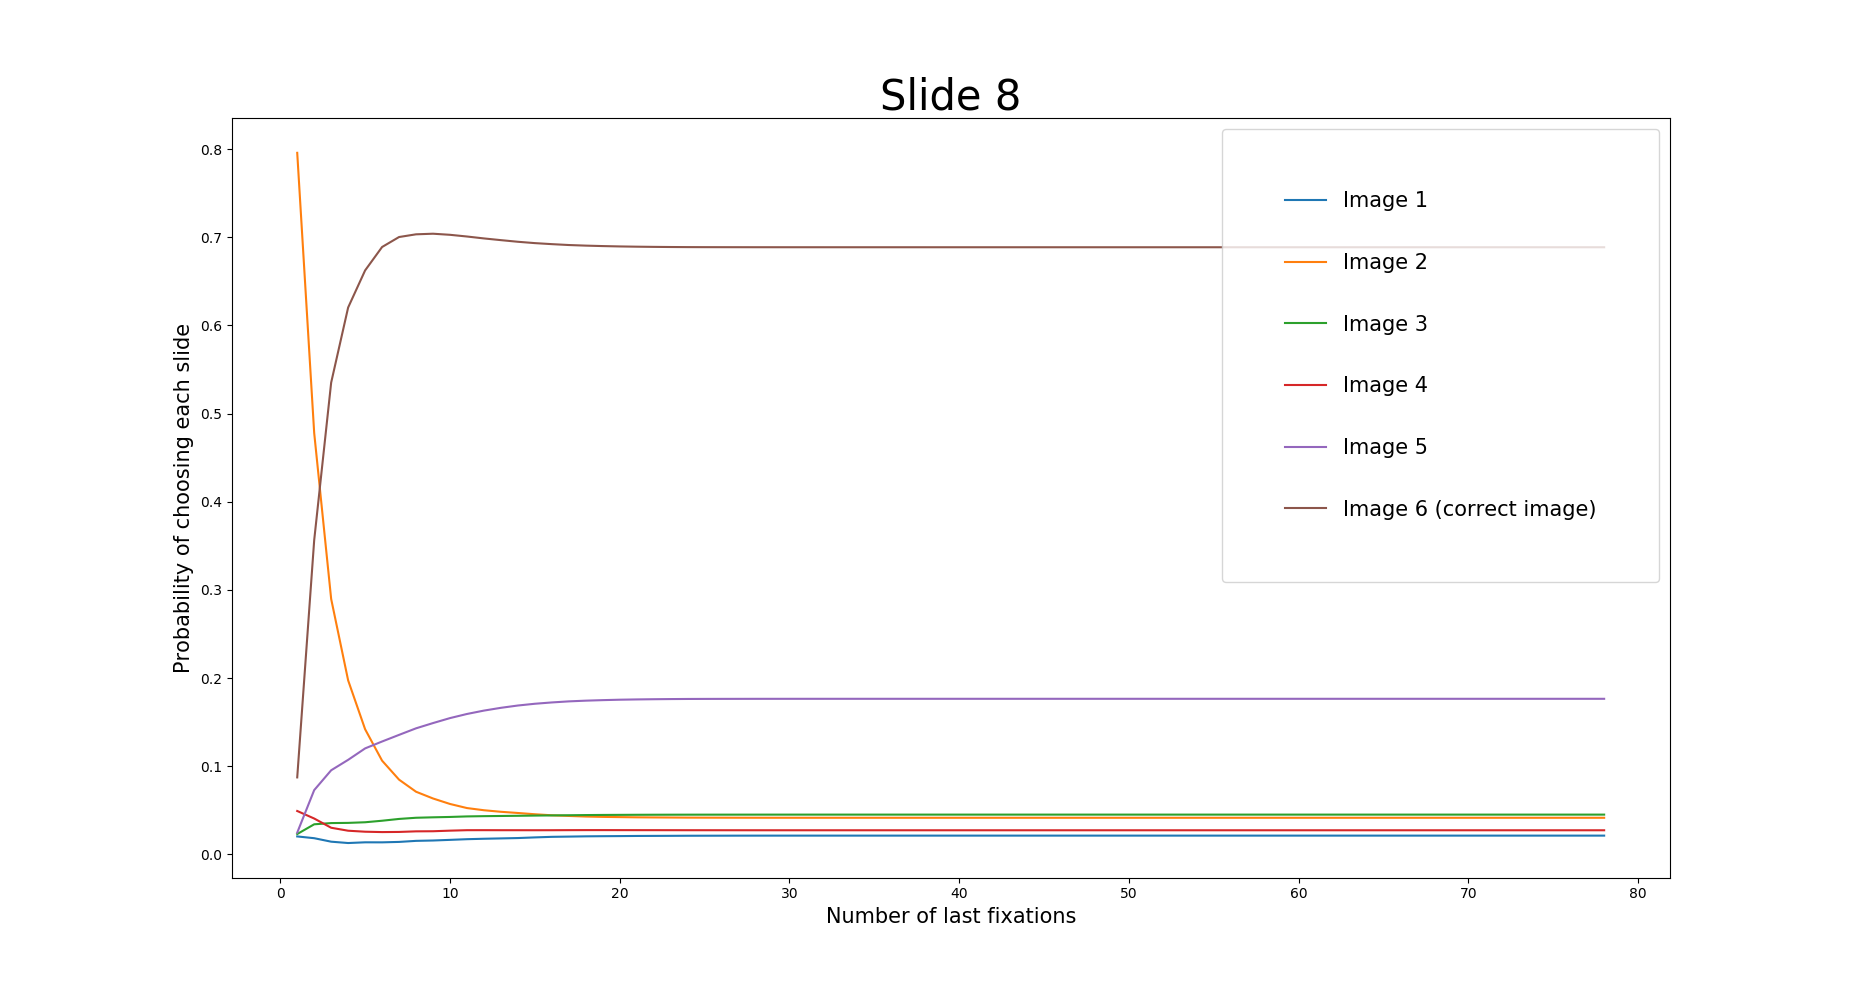 Slide 8
Probability of choosing each slide
0.8
0.7
0.6
0.5
0.4
0.3
0.2
0.1
0.0
Image 1
Image 2
Image 3
Image 4
Image 5
Image 6 (correct image)
0 10 20 30 40 50 60 70 80
Number of last fixations